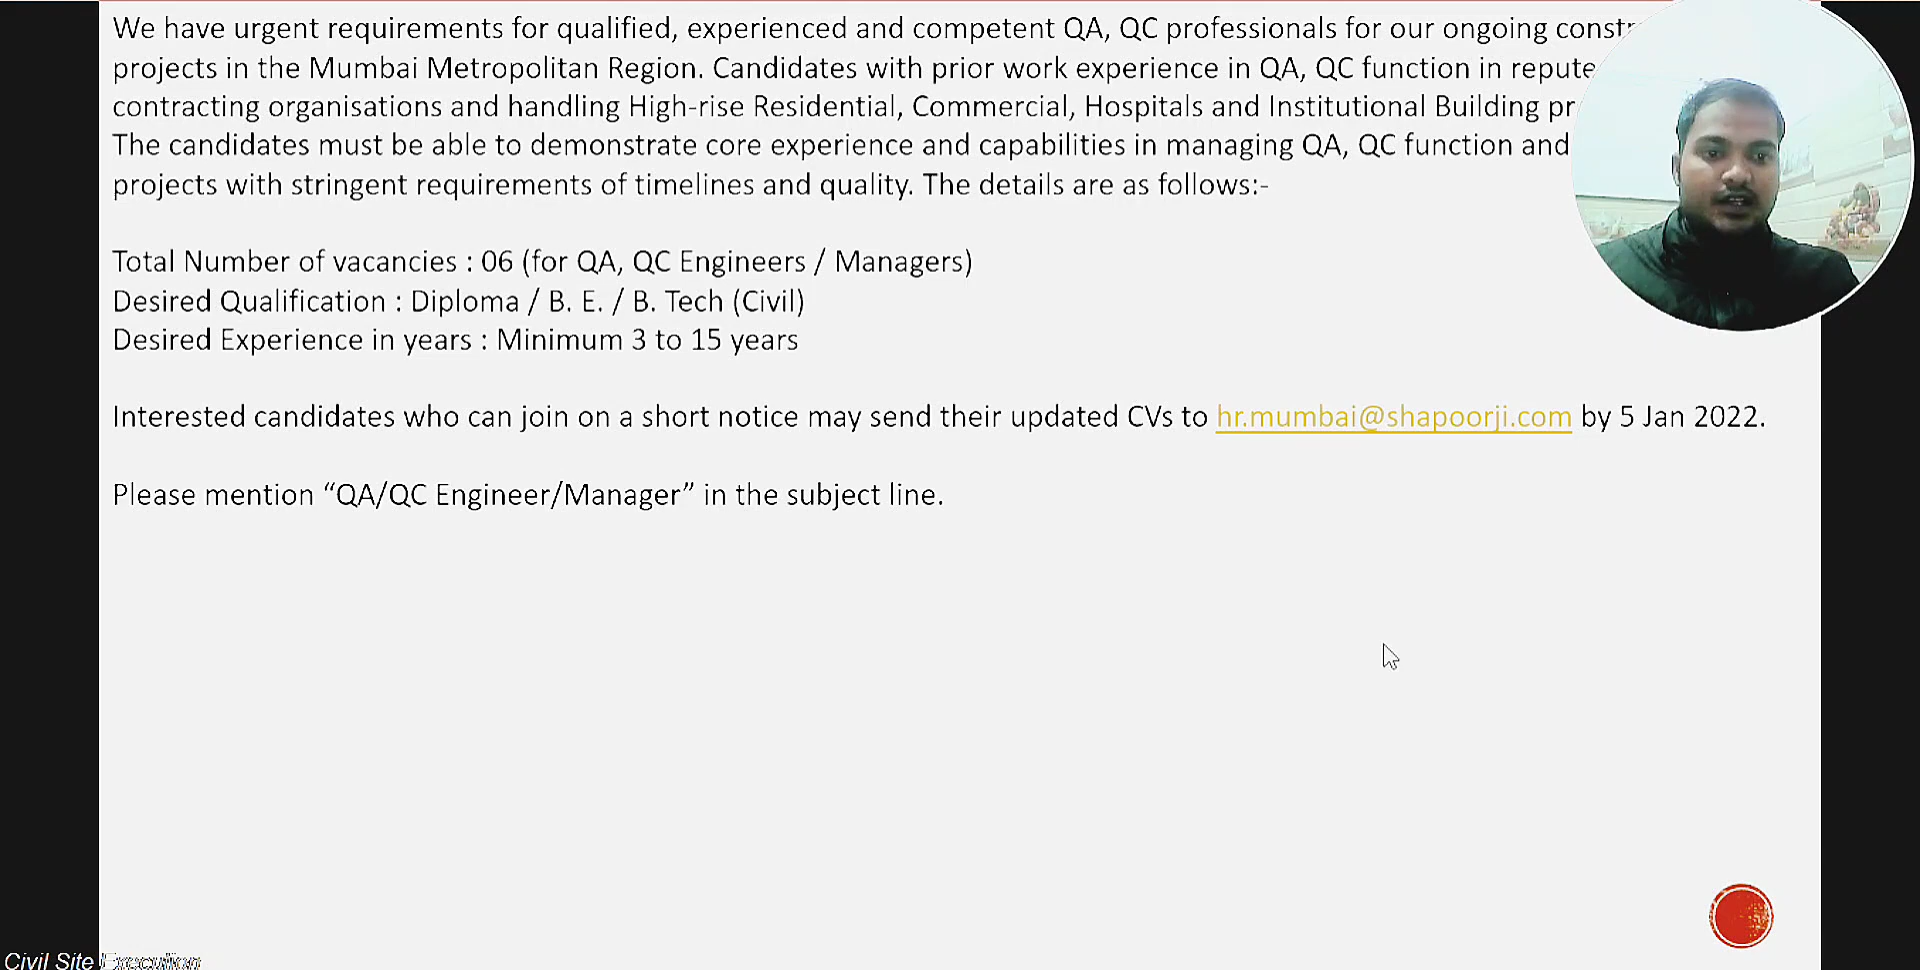 We have urgent requirements for qualified, experienced and competent QA, QC professionals for our ongoing
projects in the Mumbai Metropolitan Region. Candidates with prior work experience in QA, QC function in
contracting organisations and handling High-rise Residential, Commercial, Hospitals and Institutional Building
The candidates must be able to demonstrate core experience and capabilities in managing QA, QC function and
projects with stringent requirements of timelines and quality. The details are as follows:-
Total Number of vacancies : 06 (for QA, QC Engineers / Managers)
Desired Qualification : Diploma / B. E. / B. Tech (Civil)
Desired Experience in years : Minimum 3 to 15 years
Interested candidates who can join on a short notice may send their updated CVs to hr.mumbai@shapoorji.com by 5 Jan 2022.
Please mention “QA/QC Engineer/Manager” in the subject line.
Civil Site Execution